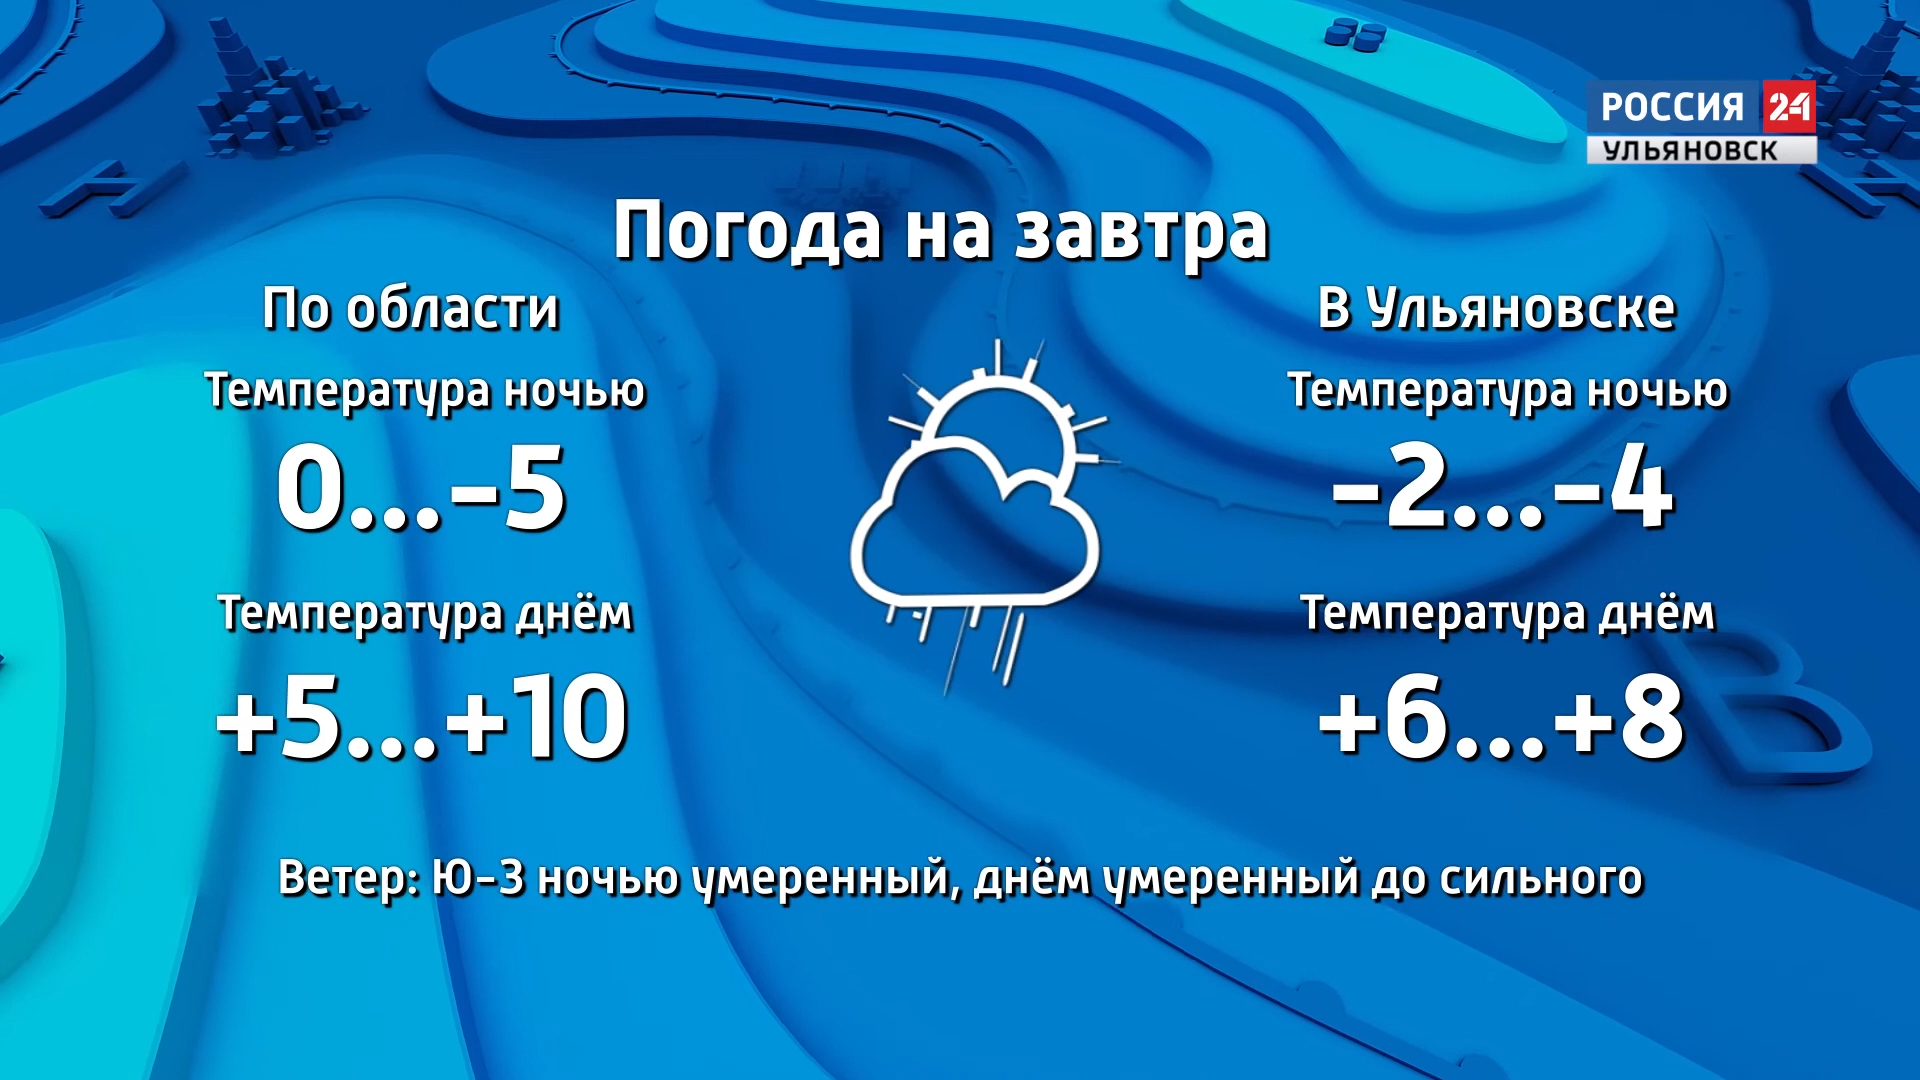 РОССИЯ 24
УЛЬЯНОВСК
Погода на завтра
По области
Температура ночью
0...-5
Температура днём
+5...+10
В Ульяновске
Температура ночью
-2...-4
Температура днём
+6...+8
Ветер: Ю-З ночью умеренный, днём умеренный до сильного
В